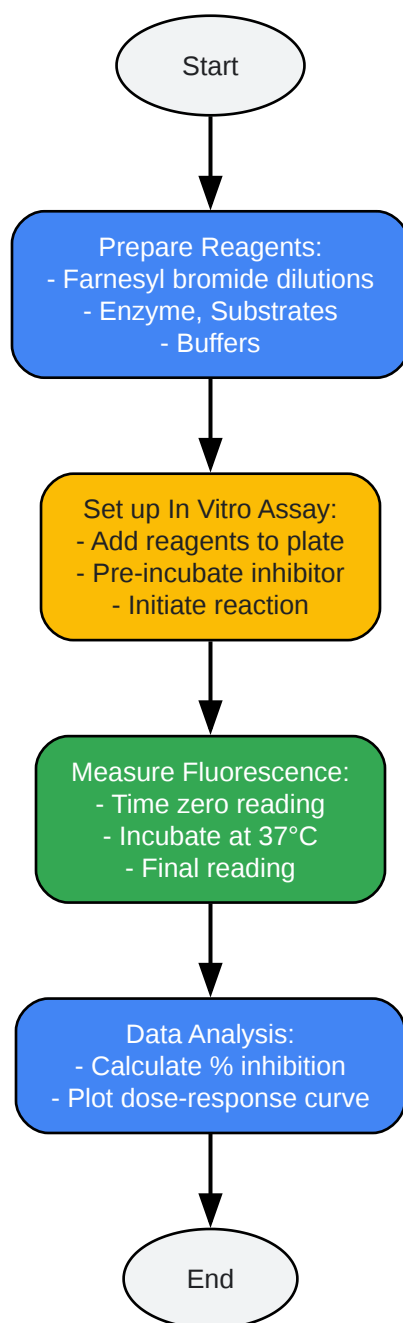 Start
Prepare Reagents:
- Farnesyl bromide dilutions
- Enzyme, Substrates
- Buffers
Set up In Vitro Assay:
- Add reagents to plate
- Pre-incubate inhibitor
- Initiate reaction
Measure Fluorescence:
- Time zero reading
- Incubate at 37°C
- Final reading
Data Analysis:
- Calculate % inhibition
- Plot dose-response curve
End